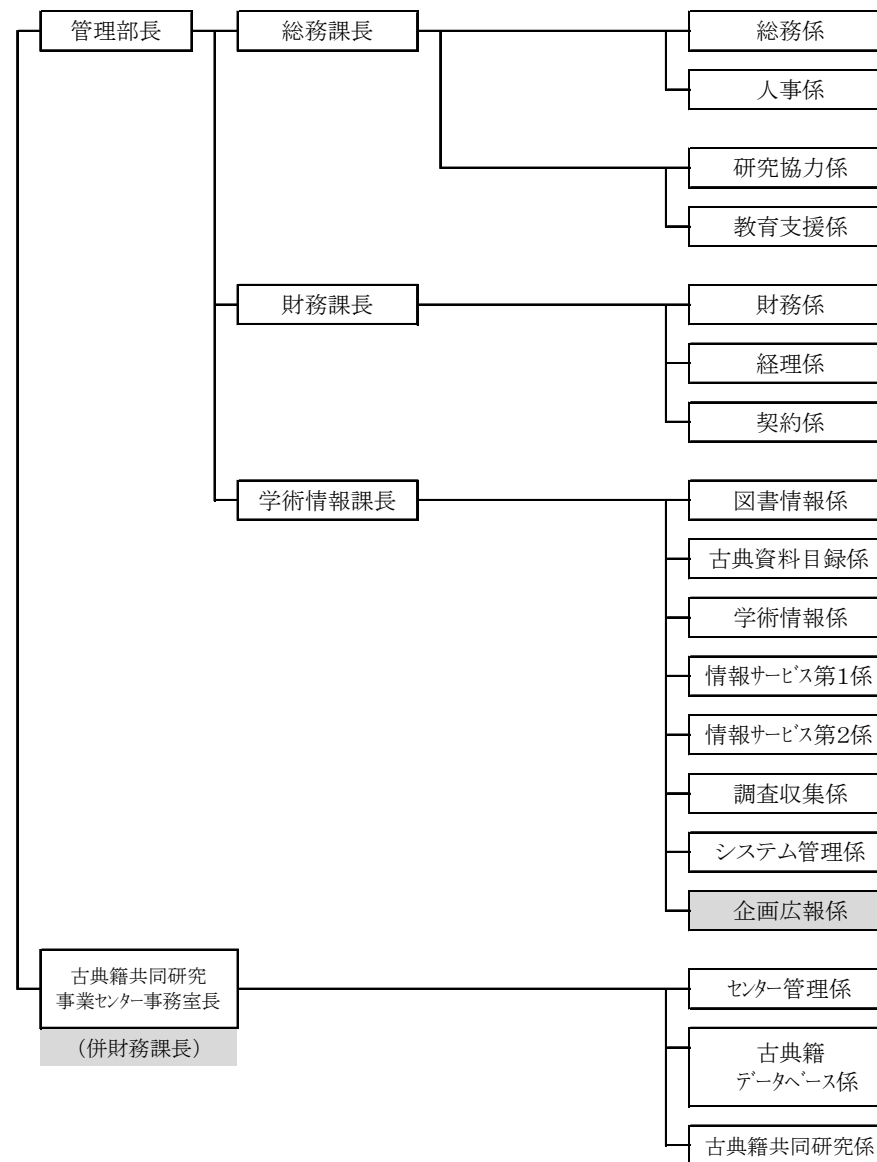 管理部長
総務課長
総務係
人事係
研究協力係
教育支援係
財務課長
財務係
経理係
契約係
学術情報課長
図書情報係
古典資料目録係
学術情報係
情報サービス第1係
情報サービス第2係
調査収集係
システム管理係
企画広報係
古典籍共同研究
事業センター事務室長
（併財務課長）
センター管理係
古典籍
データベース係
古典籍共同研究係